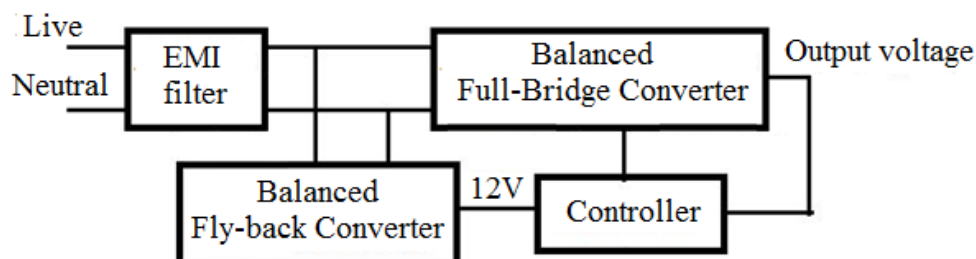 Live
Neutral
EMI
filter
Balanced
Full-Bridge Converter
Output voltage
Balanced
Fly-back Converter
12V
Controller